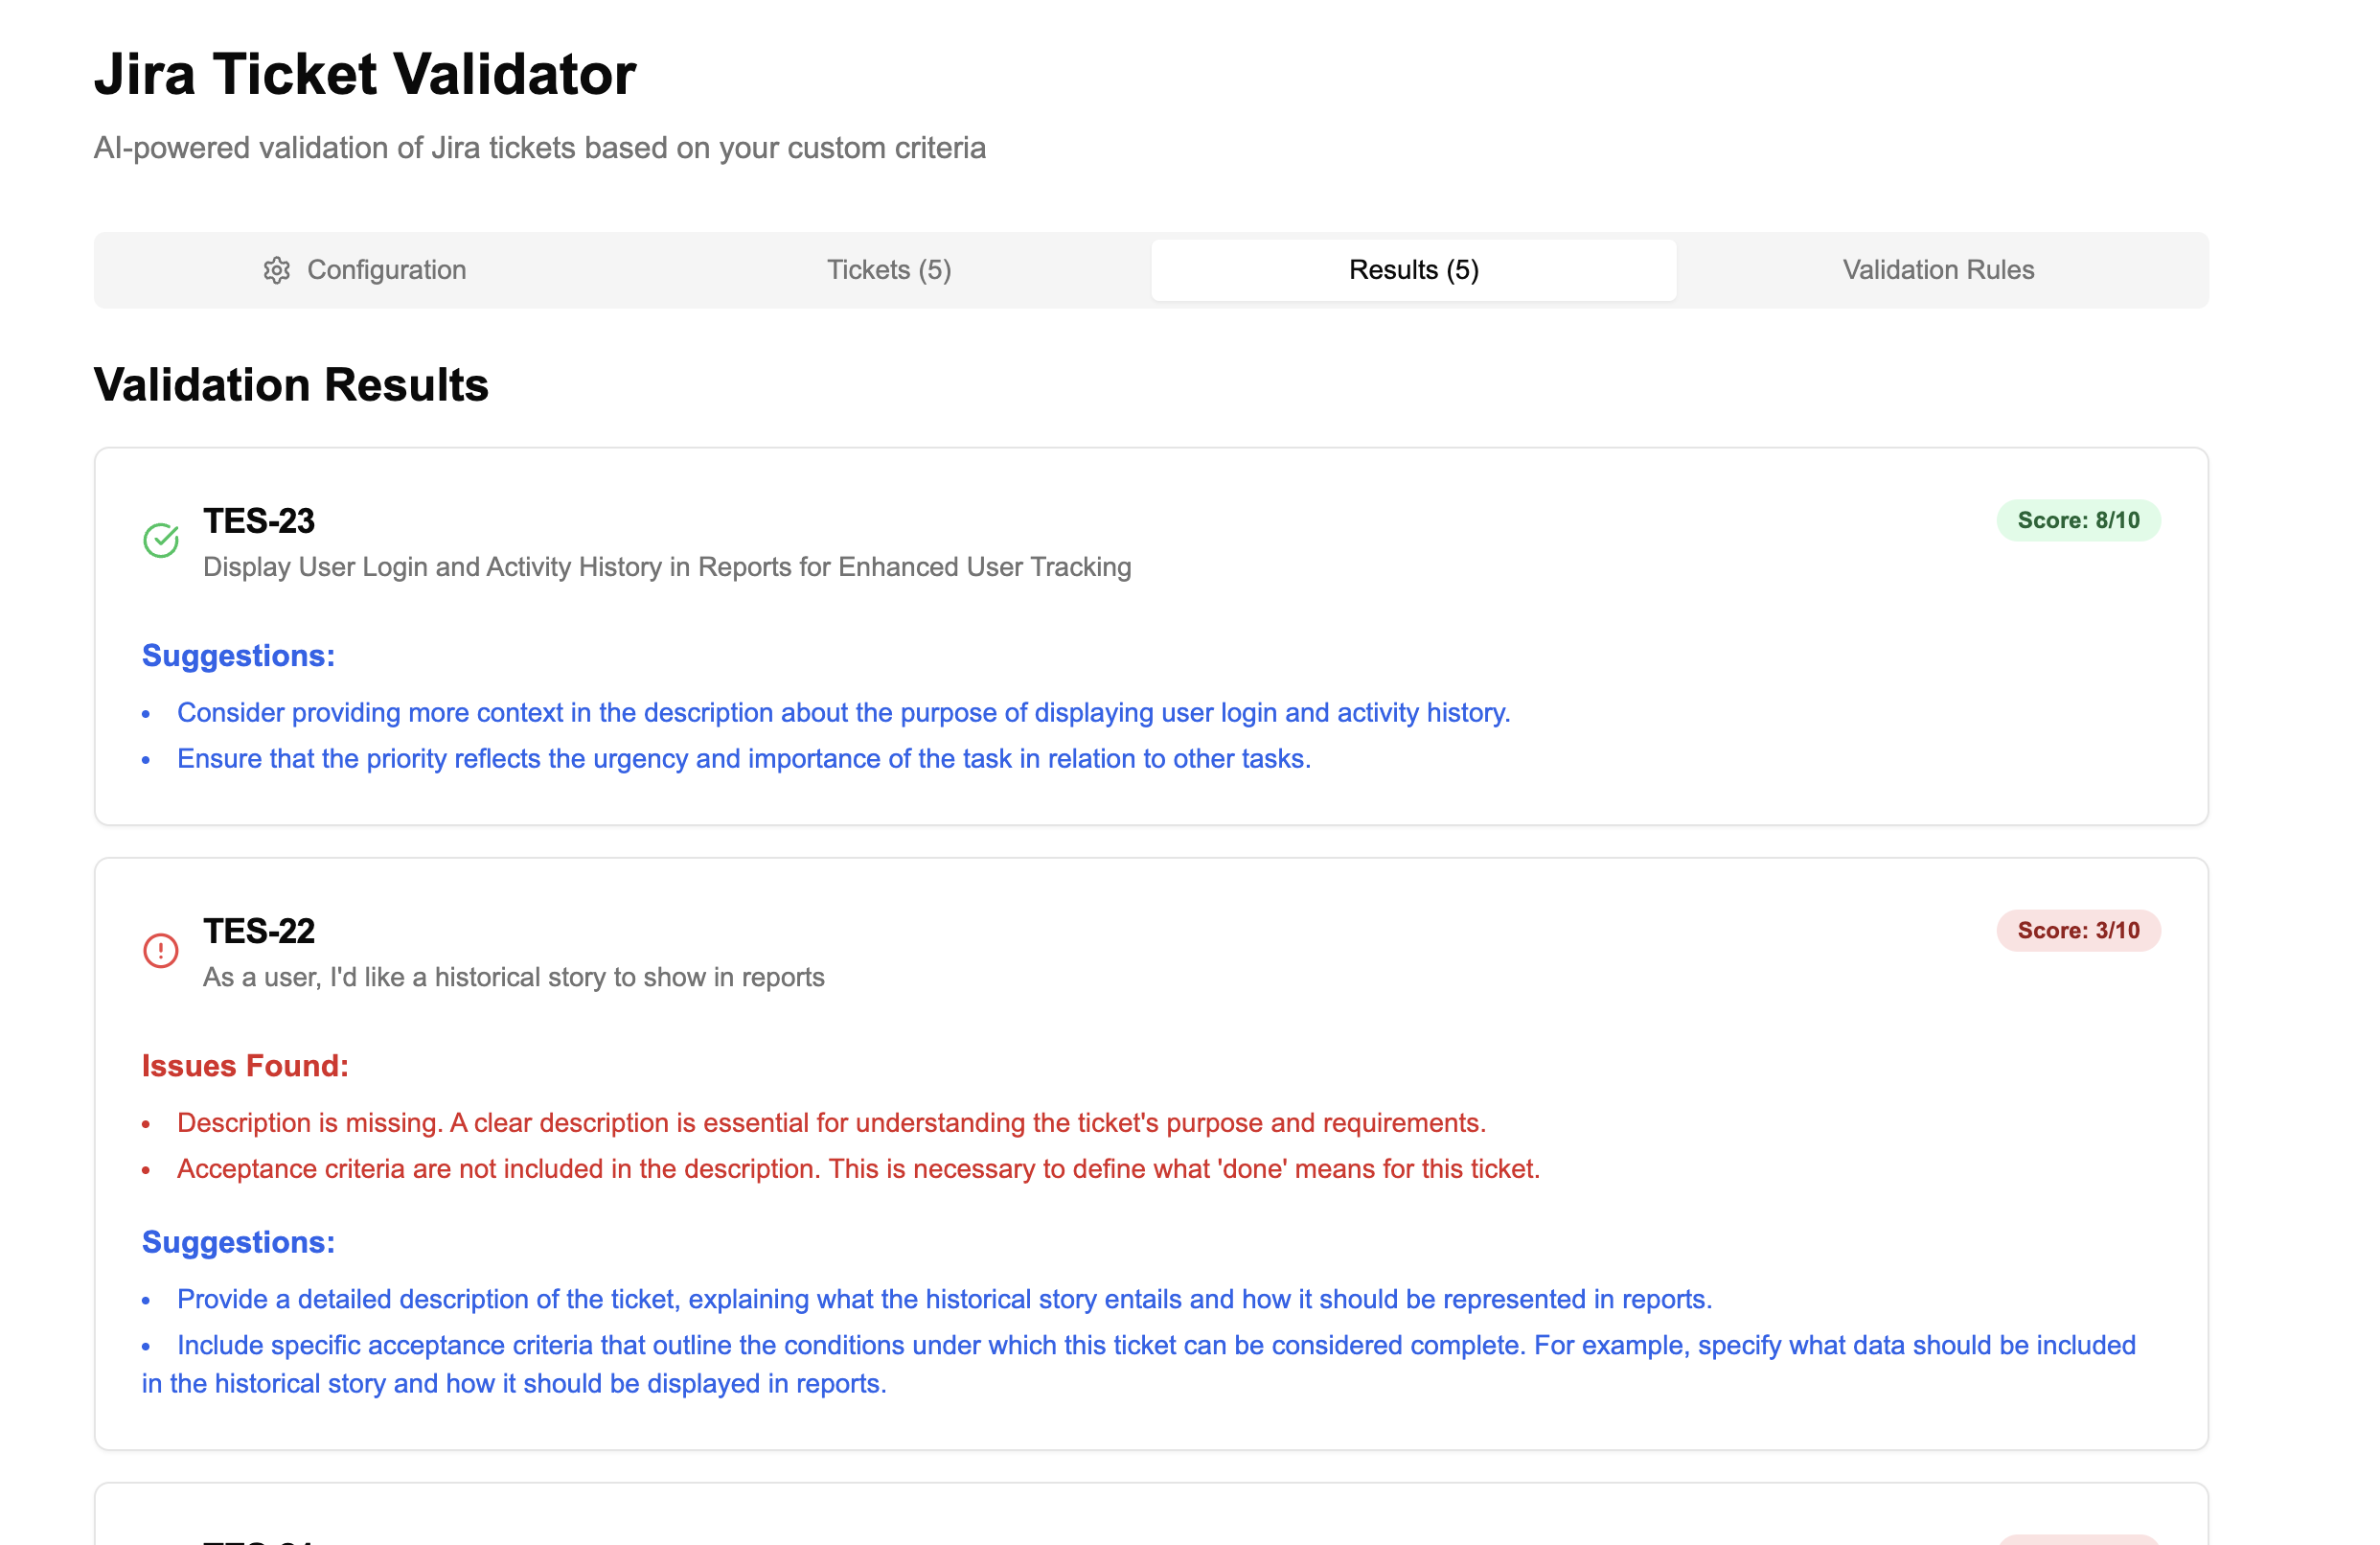 Jira Ticket Validator
AI-powered validation of Jira tickets based on your custom criteria
Configuration
Tickets (5)
Results (5)
Validation Rules
Validation Results
TES-23
Score: 8/10
Display User Login and Activity History in Reports for Enhanced User Tracking
Suggestions:
• Consider providing more context in the description about the purpose of displaying user login and activity history.
• Ensure that the priority reflects the urgency and importance of the task in relation to other tasks.
TES-22
Score: 3/10
As a user, I'd like a historical story to show in reports
Issues Found:
• Description is missing. A clear description is essential for understanding the ticket's purpose and requirements.
• Acceptance criteria are not included in the description. This is necessary to define what 'done' means for this ticket.
Suggestions:
• Provide a detailed description of the ticket, explaining what the historical story entails and how it should be represented in reports.
• Include specific acceptance criteria that outline the conditions under which this ticket can be considered complete. For example, specify what data should be included
in the historical story and how it should be displayed in reports.